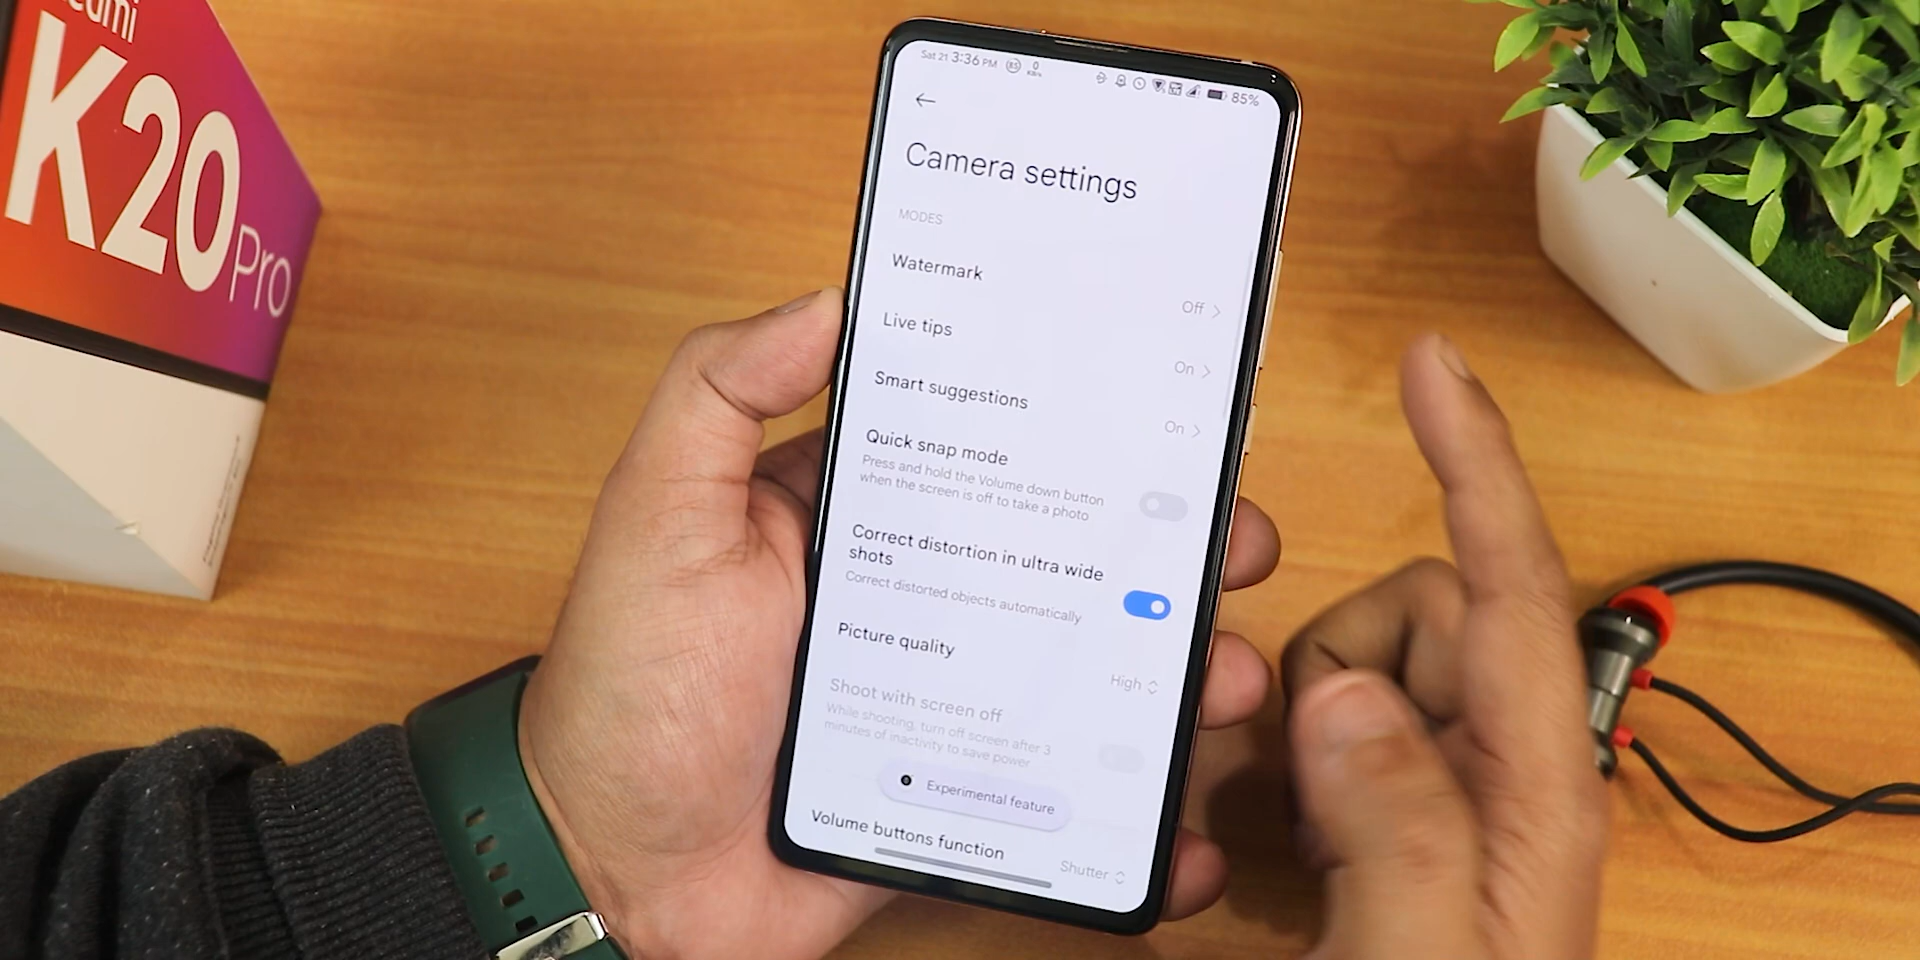 K20 Pro
Sat 21 3:36 PM
0
85%
Camera settings
MODES
Watermark
Off
Live tips
On
Smart suggestions
On
Quick snap mode
Press and hold the Volume down button
when the screen is off to take a photo
Correct distortion in ultra wide
shots
Correct distorted objects automatically
Picture quality
High
Shoot with screen off
While shooting, turn off screen after 3
minutes of inactivity to save power
Experimental feature
Volume buttons function
Shutter